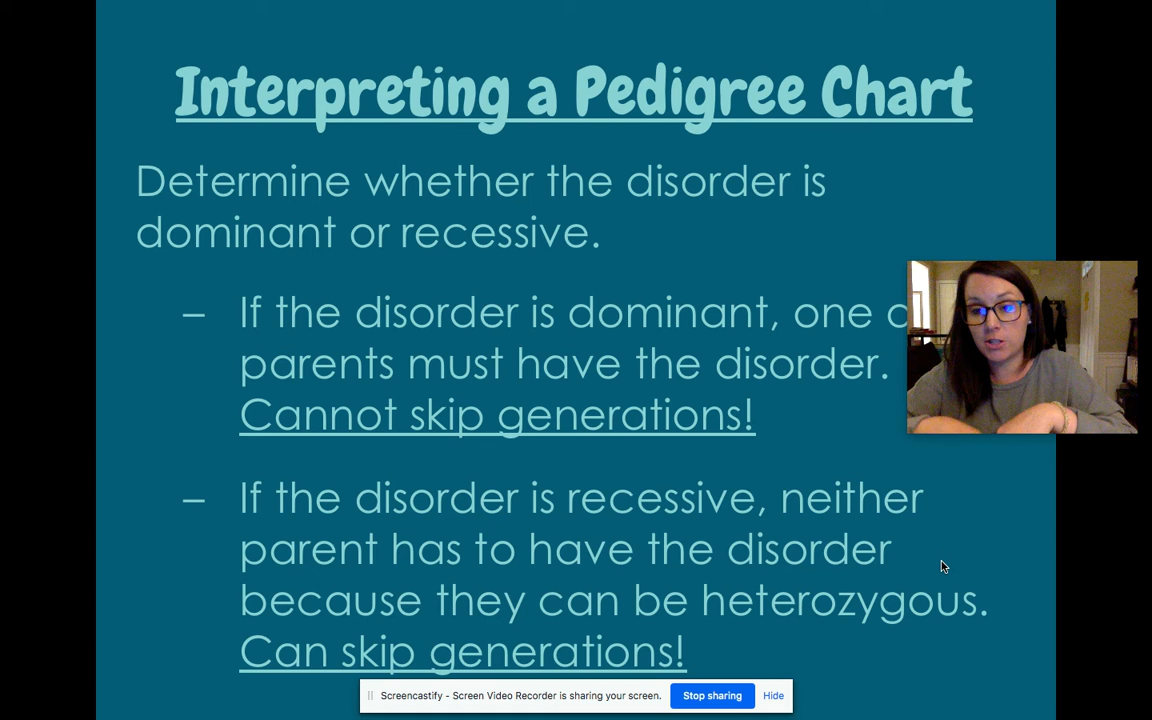 Interpreting a Pedigree Chart
Determine whether the disorder is
dominant or recessive.
– If the disorder is dominant, one
parents must have the disorder.
Cannot skip generations!
– If the disorder is recessive, neither
parent has to have the disorder
because they can be heterozygous.
Can skip generations!
Screencastify - Screen Video Recorder is sharing your screen. Stop sharing Hide